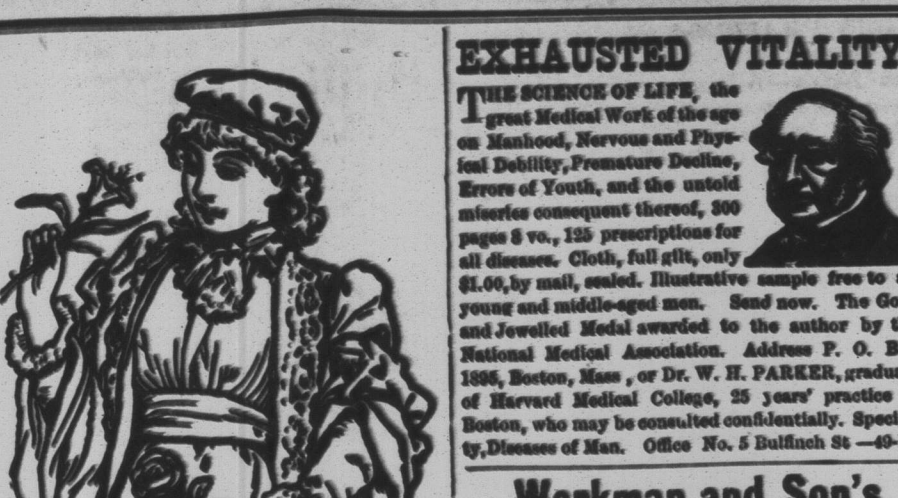 EXHAUSTED VITALITY
THE SCIENCE OF LIFE, the
great Medical Work of the age
on Manhood, Nervous and Phys-
ical Debility, Premature Decline,
Errors of Youth, and the untold
miseries consequent thereof, 300
pages 8 vo., 125 prescriptions for
all diseases. Cloth, full gilt, only
$1.00, by mail, sealed. Illustrative sample free to
young and middle-aged men. Send now. The
and Jewelled Medal awarded to the author by
National Medical Association. Address P. O.
1895, Boston, Mass, or Dr. W. H. PARKER,
of Harvard Medical College, 25 years' practice
Boston, who may be consulted confidentially.
ty, Diseases of Man. Office No. 5 Bulfinch St —49-
Workman and Son's